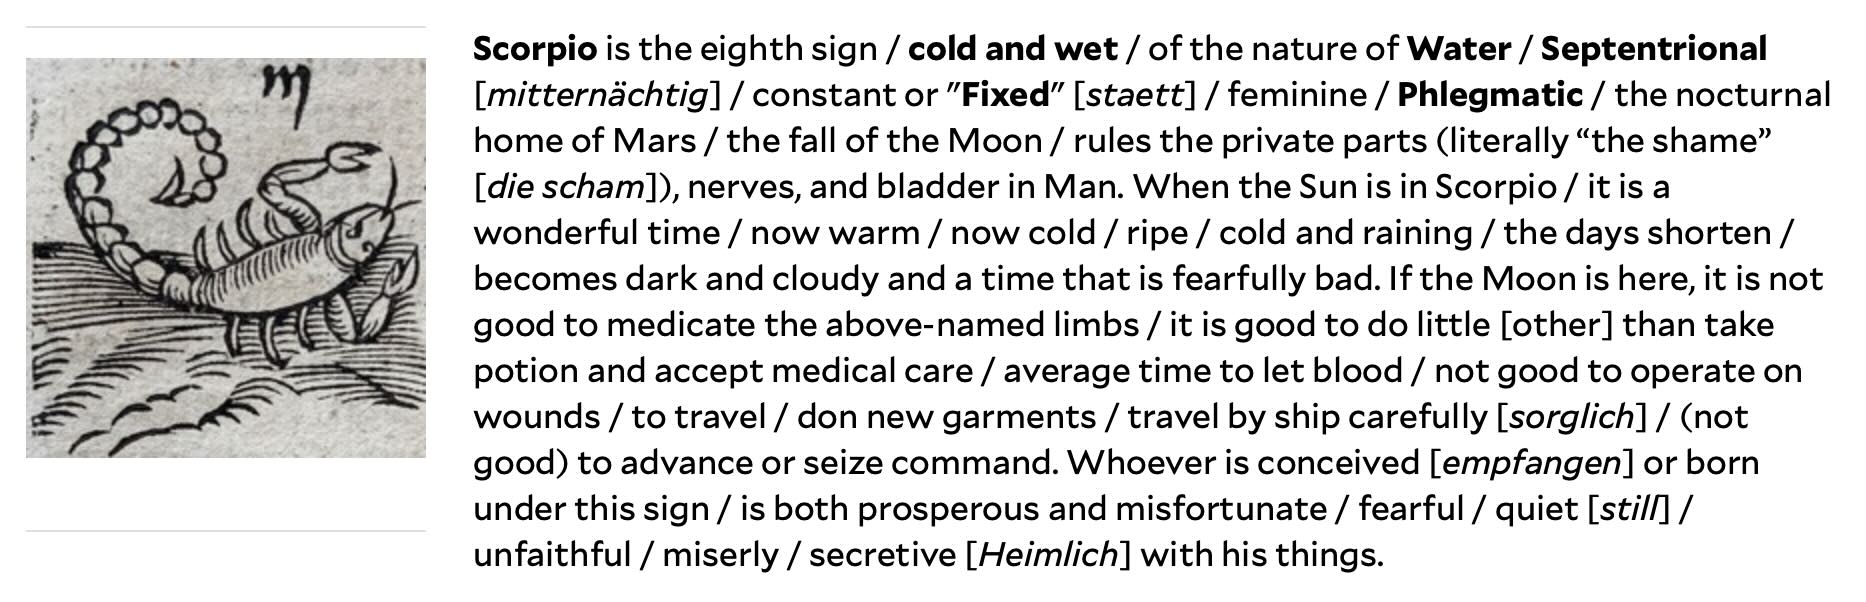 ♏
Scorpio is the eighth sign / cold and wet / of the nature of Water / Septentrional
[mitternächtig] / constant or "Fixed" [staett] / feminine / Phlegmatic / the nocturnal
home of Mars / the fall of the Moon / rules the private parts (literally “the shame”
[die scham]), nerves, and bladder in Man. When the Sun is in Scorpio / it is a
wonderful time / now warm / now cold / ripe / cold and raining / the days shorten /
becomes dark and cloudy and a time that is fearfully bad. If the Moon is here, it is not
good to medicate the above-named limbs / it is good to do little [other] than take
potion and accept medical care / average time to let blood / not good to operate on
wounds / to travel / don new garments / travel by ship carefully [sorglich] / (not
good) to advance or seize command. Whoever is conceived [empfangen] or born
under this sign / is both prosperous and misfortunate / fearful / quiet [still] /
unfaithful / miserly / secretive [Heimlich] with his things.